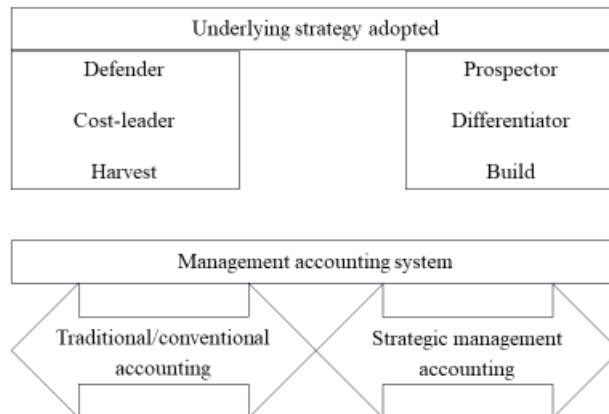 Underlying strategy adopted
Defender
Prospector
Cost-leader
Differentiator
Harvest
Build
Management accounting system
Traditional/conventional
accounting
Strategic management
accounting